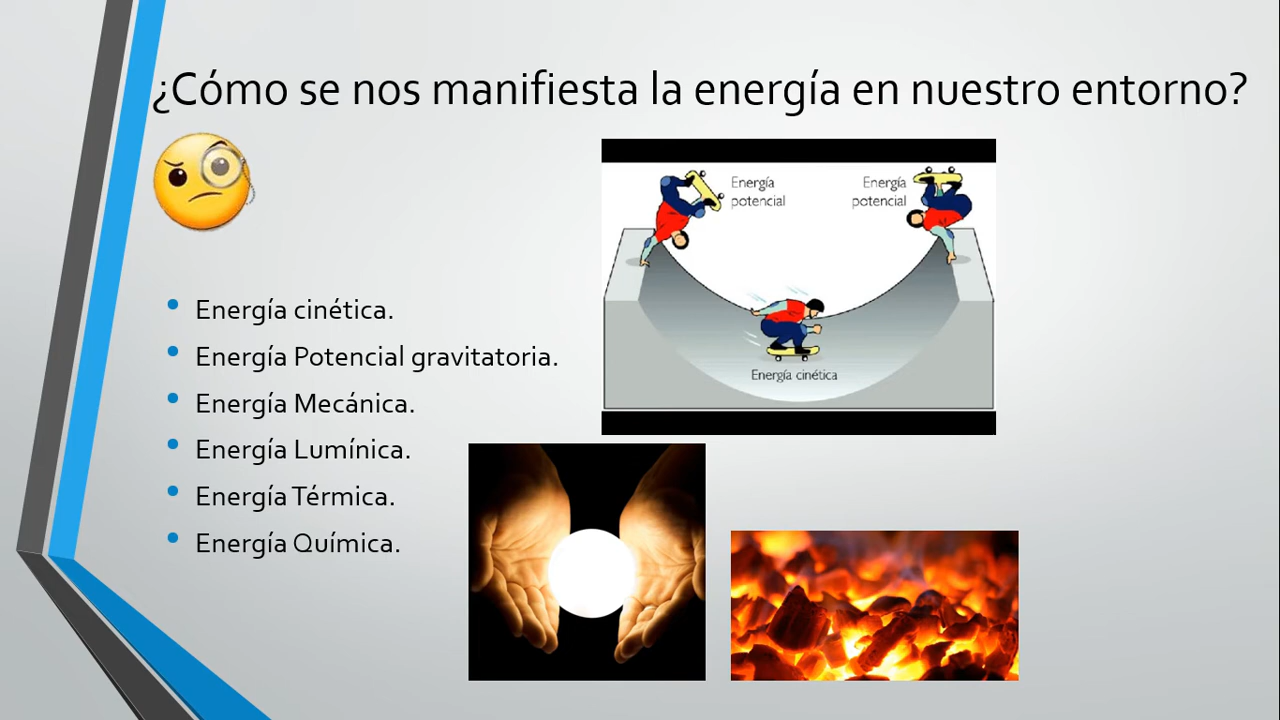 ¿Cómo se nos manifiesta la energía en nuestro entorno?
Energía cinética.
Energía Potencial gravitatoria.
Energía Mecánica.
Energía Lumínica.
Energía Térmica.
Energía Química.
Energía
potencial
Energía
potencial
Energía cinética